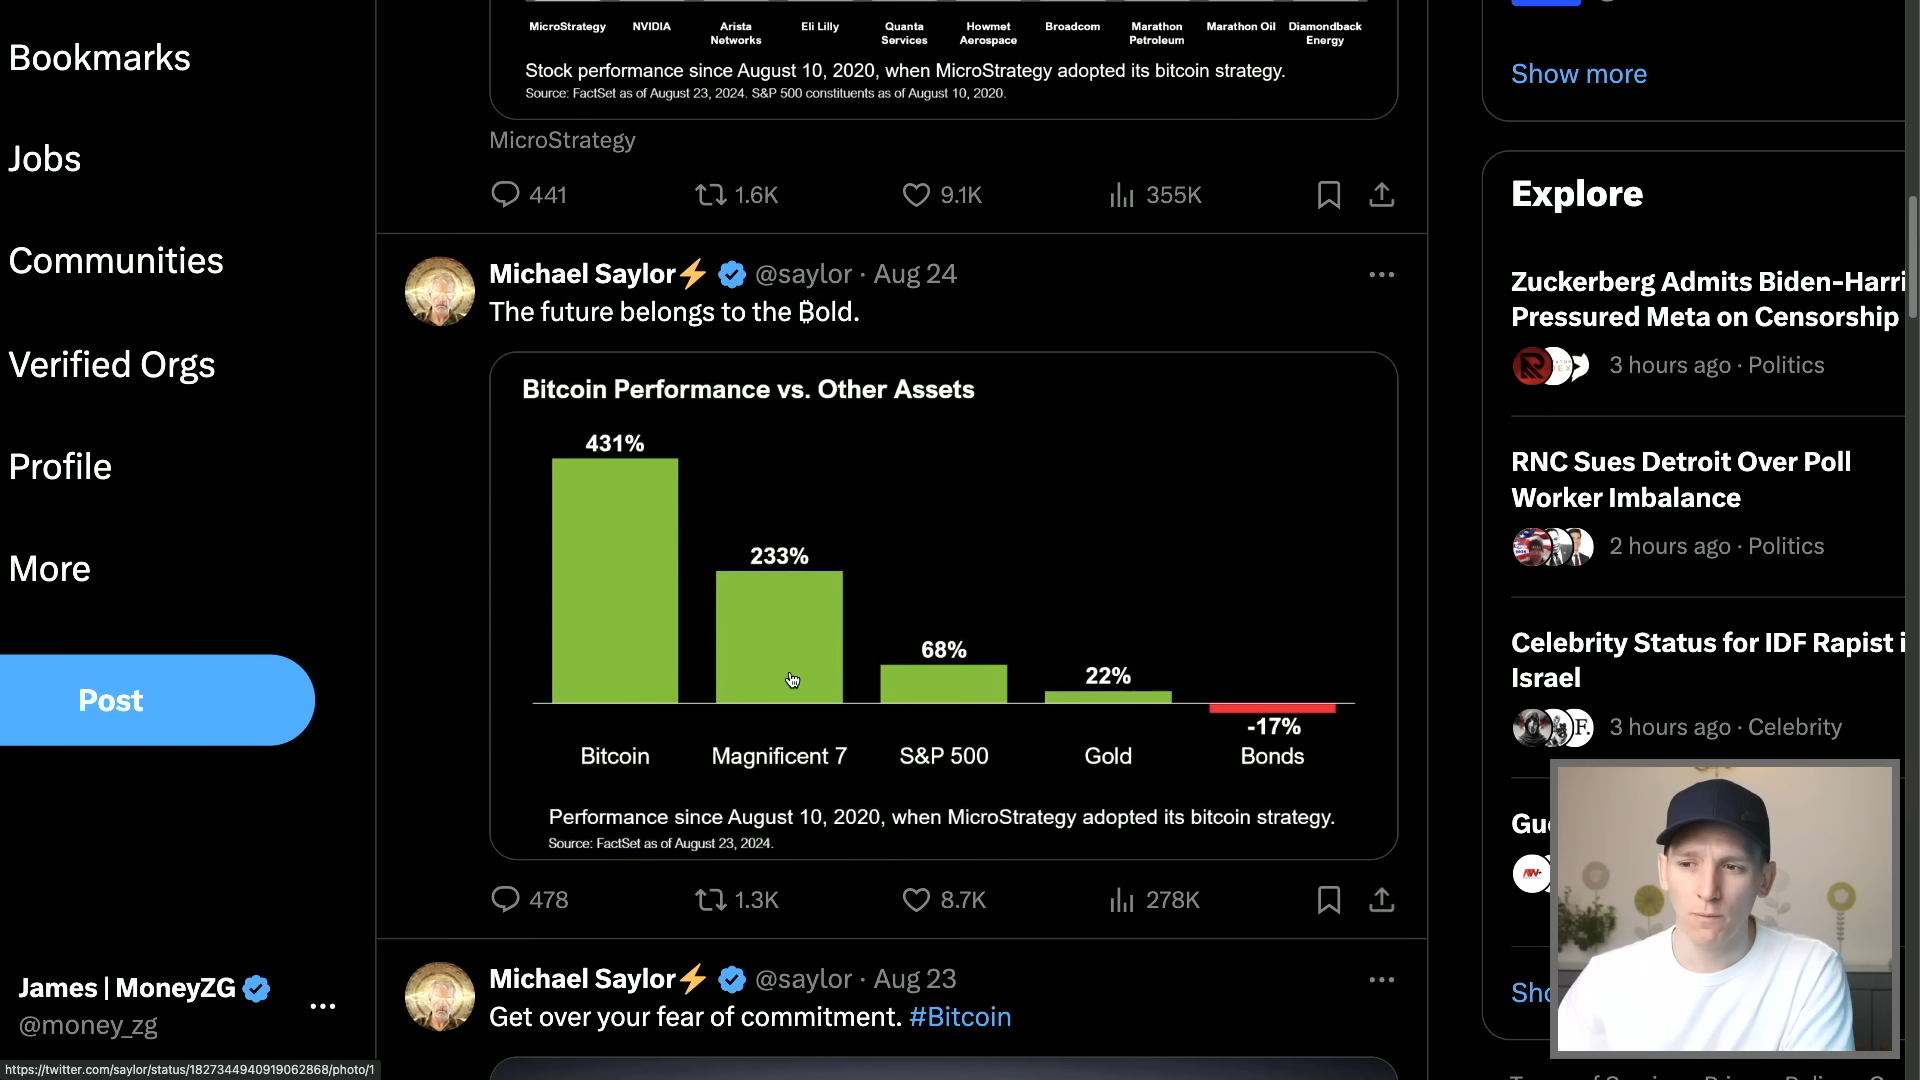 Bookmarks
Jobs
Communities
Verified Orgs
Profile
More
Post
James | MoneyZG
@money_zg
https://twitter.com/saylor/status/1827344940919062868/photo/1
MicroStrategy NVIDIA Arista Networks Eli Lilly Quanta Services Howmet Aerospace Broadcom Marathon Petroleum Marathon Oil Diamondback Energy
Stock performance since August 10, 2020, when MicroStrategy adopted its bitcoin strategy.
Source: FactSet as of August 23, 2024. S&P 500 constituents as of August 10, 2020.
MicroStrategy
441 1.6K 9.1K 355K
Michael Saylor⚡ @saylor · Aug 24
The future belongs to the ₿old.
Bitcoin Performance vs. Other Assets
431%
233%
68%
22%
-17%
Bitcoin Magnificent 7 S&P 500 Gold Bonds
Performance since August 10, 2020, when MicroStrategy adopted its bitcoin strategy.
Source: FactSet as of August 23, 2024.
478 1.3K 8.7K 278K
Michael Saylor⚡ @saylor · Aug 23
Get over your fear of commitment. #Bitcoin
Show more
Explore
Zuckerberg Admits Biden-Harri
Pressured Meta on Censorship
3 hours ago · Politics
RNC Sues Detroit Over Poll
Worker Imbalance
2 hours ago · Politics
Celebrity Status for IDF Rapist i
Israel
3 hours ago · Celebrity
Gu
Sho